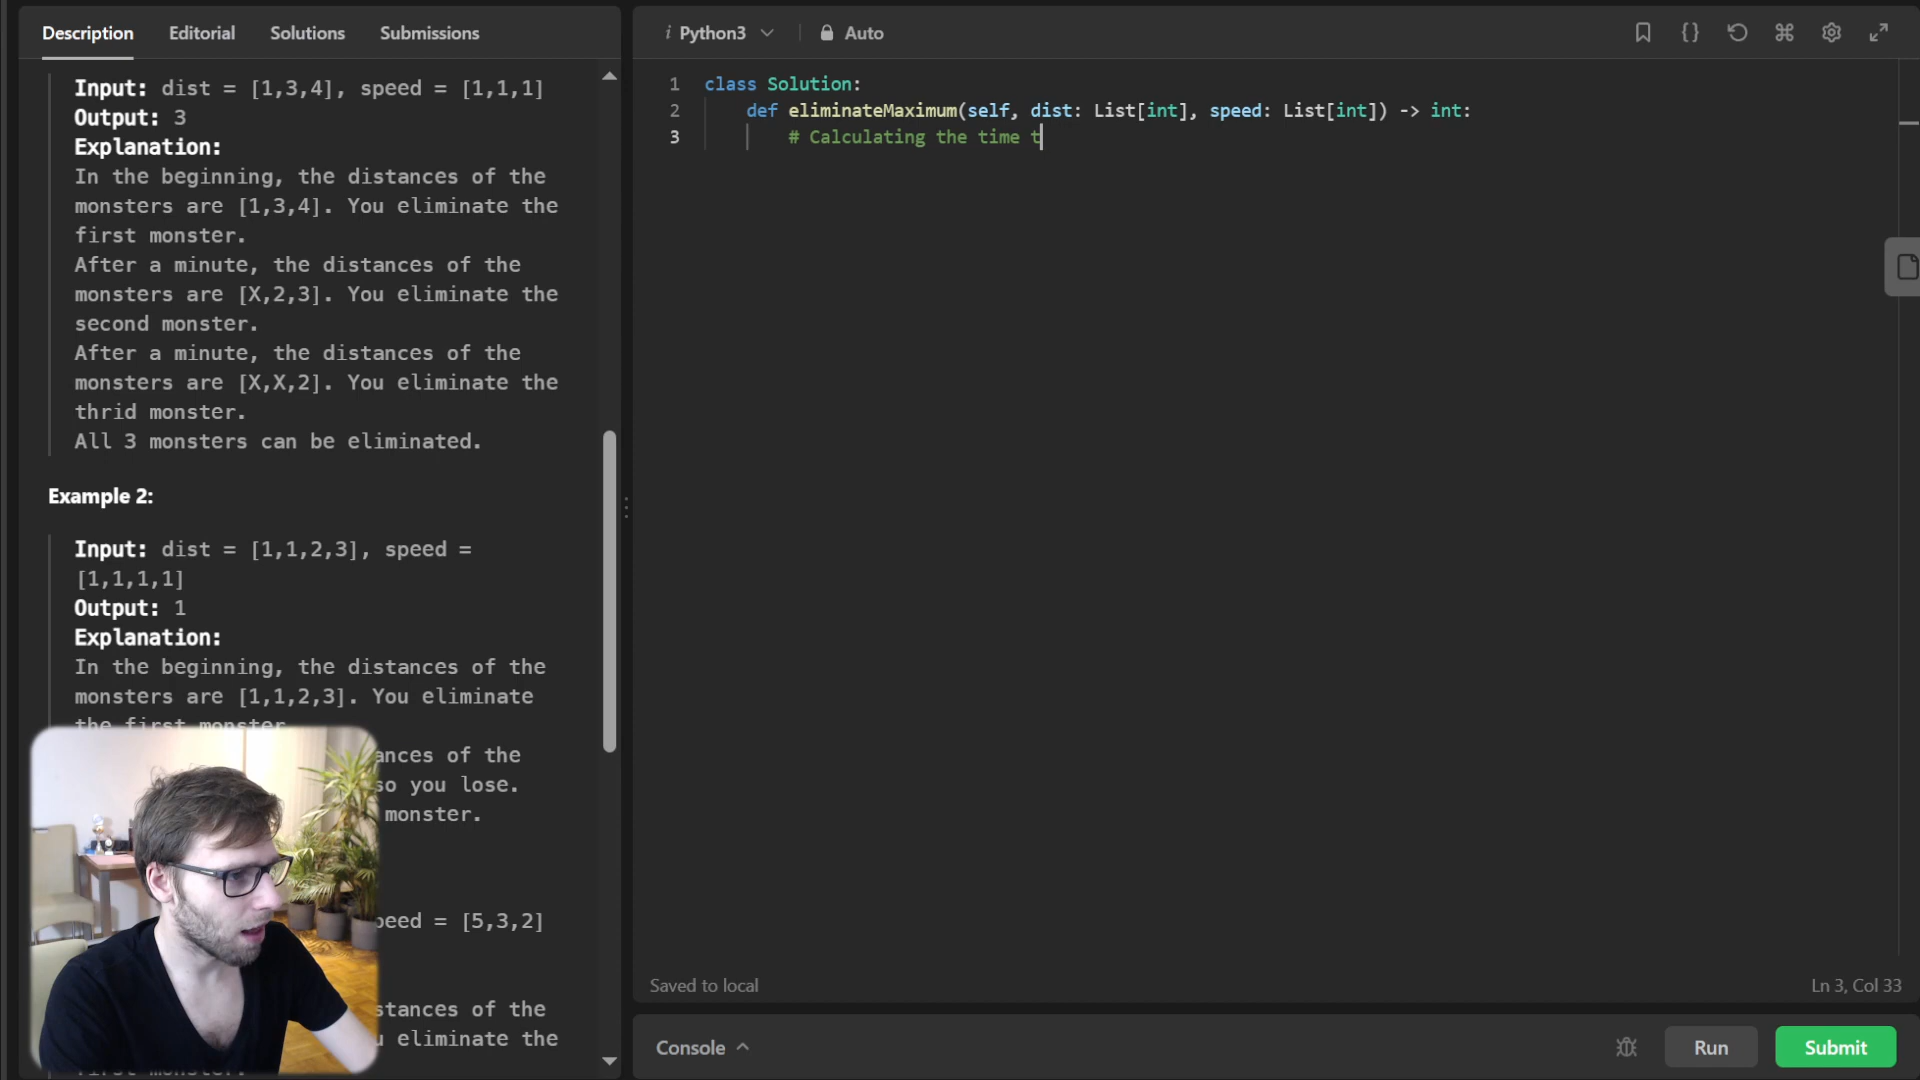 Description Editorial Solutions Submissions
Input: dist = [1,3,4], speed = [1,1,1]
Output: 3
Explanation:
In the beginning, the distances of the
monsters are [1,3,4]. You eliminate the
first monster.
After a minute, the distances of the
monsters are [X,2,3]. You eliminate the
second monster.
After a minute, the distances of the
monsters are [X,X,2]. You eliminate the
thrid monster.
All 3 monsters can be eliminated.
Example 2:
Input: dist = [1,1,2,3], speed =
[1,1,1,1]
Output: 1
Explanation:
In the beginning, the distances of the
monsters are [1,1,2,3]. You eliminate
the first monster.
ances of the
so you lose.
monster.
peed = [5,3,2]
stances of the
u eliminate the
first monster.
i Python3 Auto
1 class Solution:
2 def eliminateMaximum(self, dist: List[int], speed: List[int]) -> int:
3 # Calculating the time t
Saved to local
Ln 3, Col 33
Console
Run
Submit